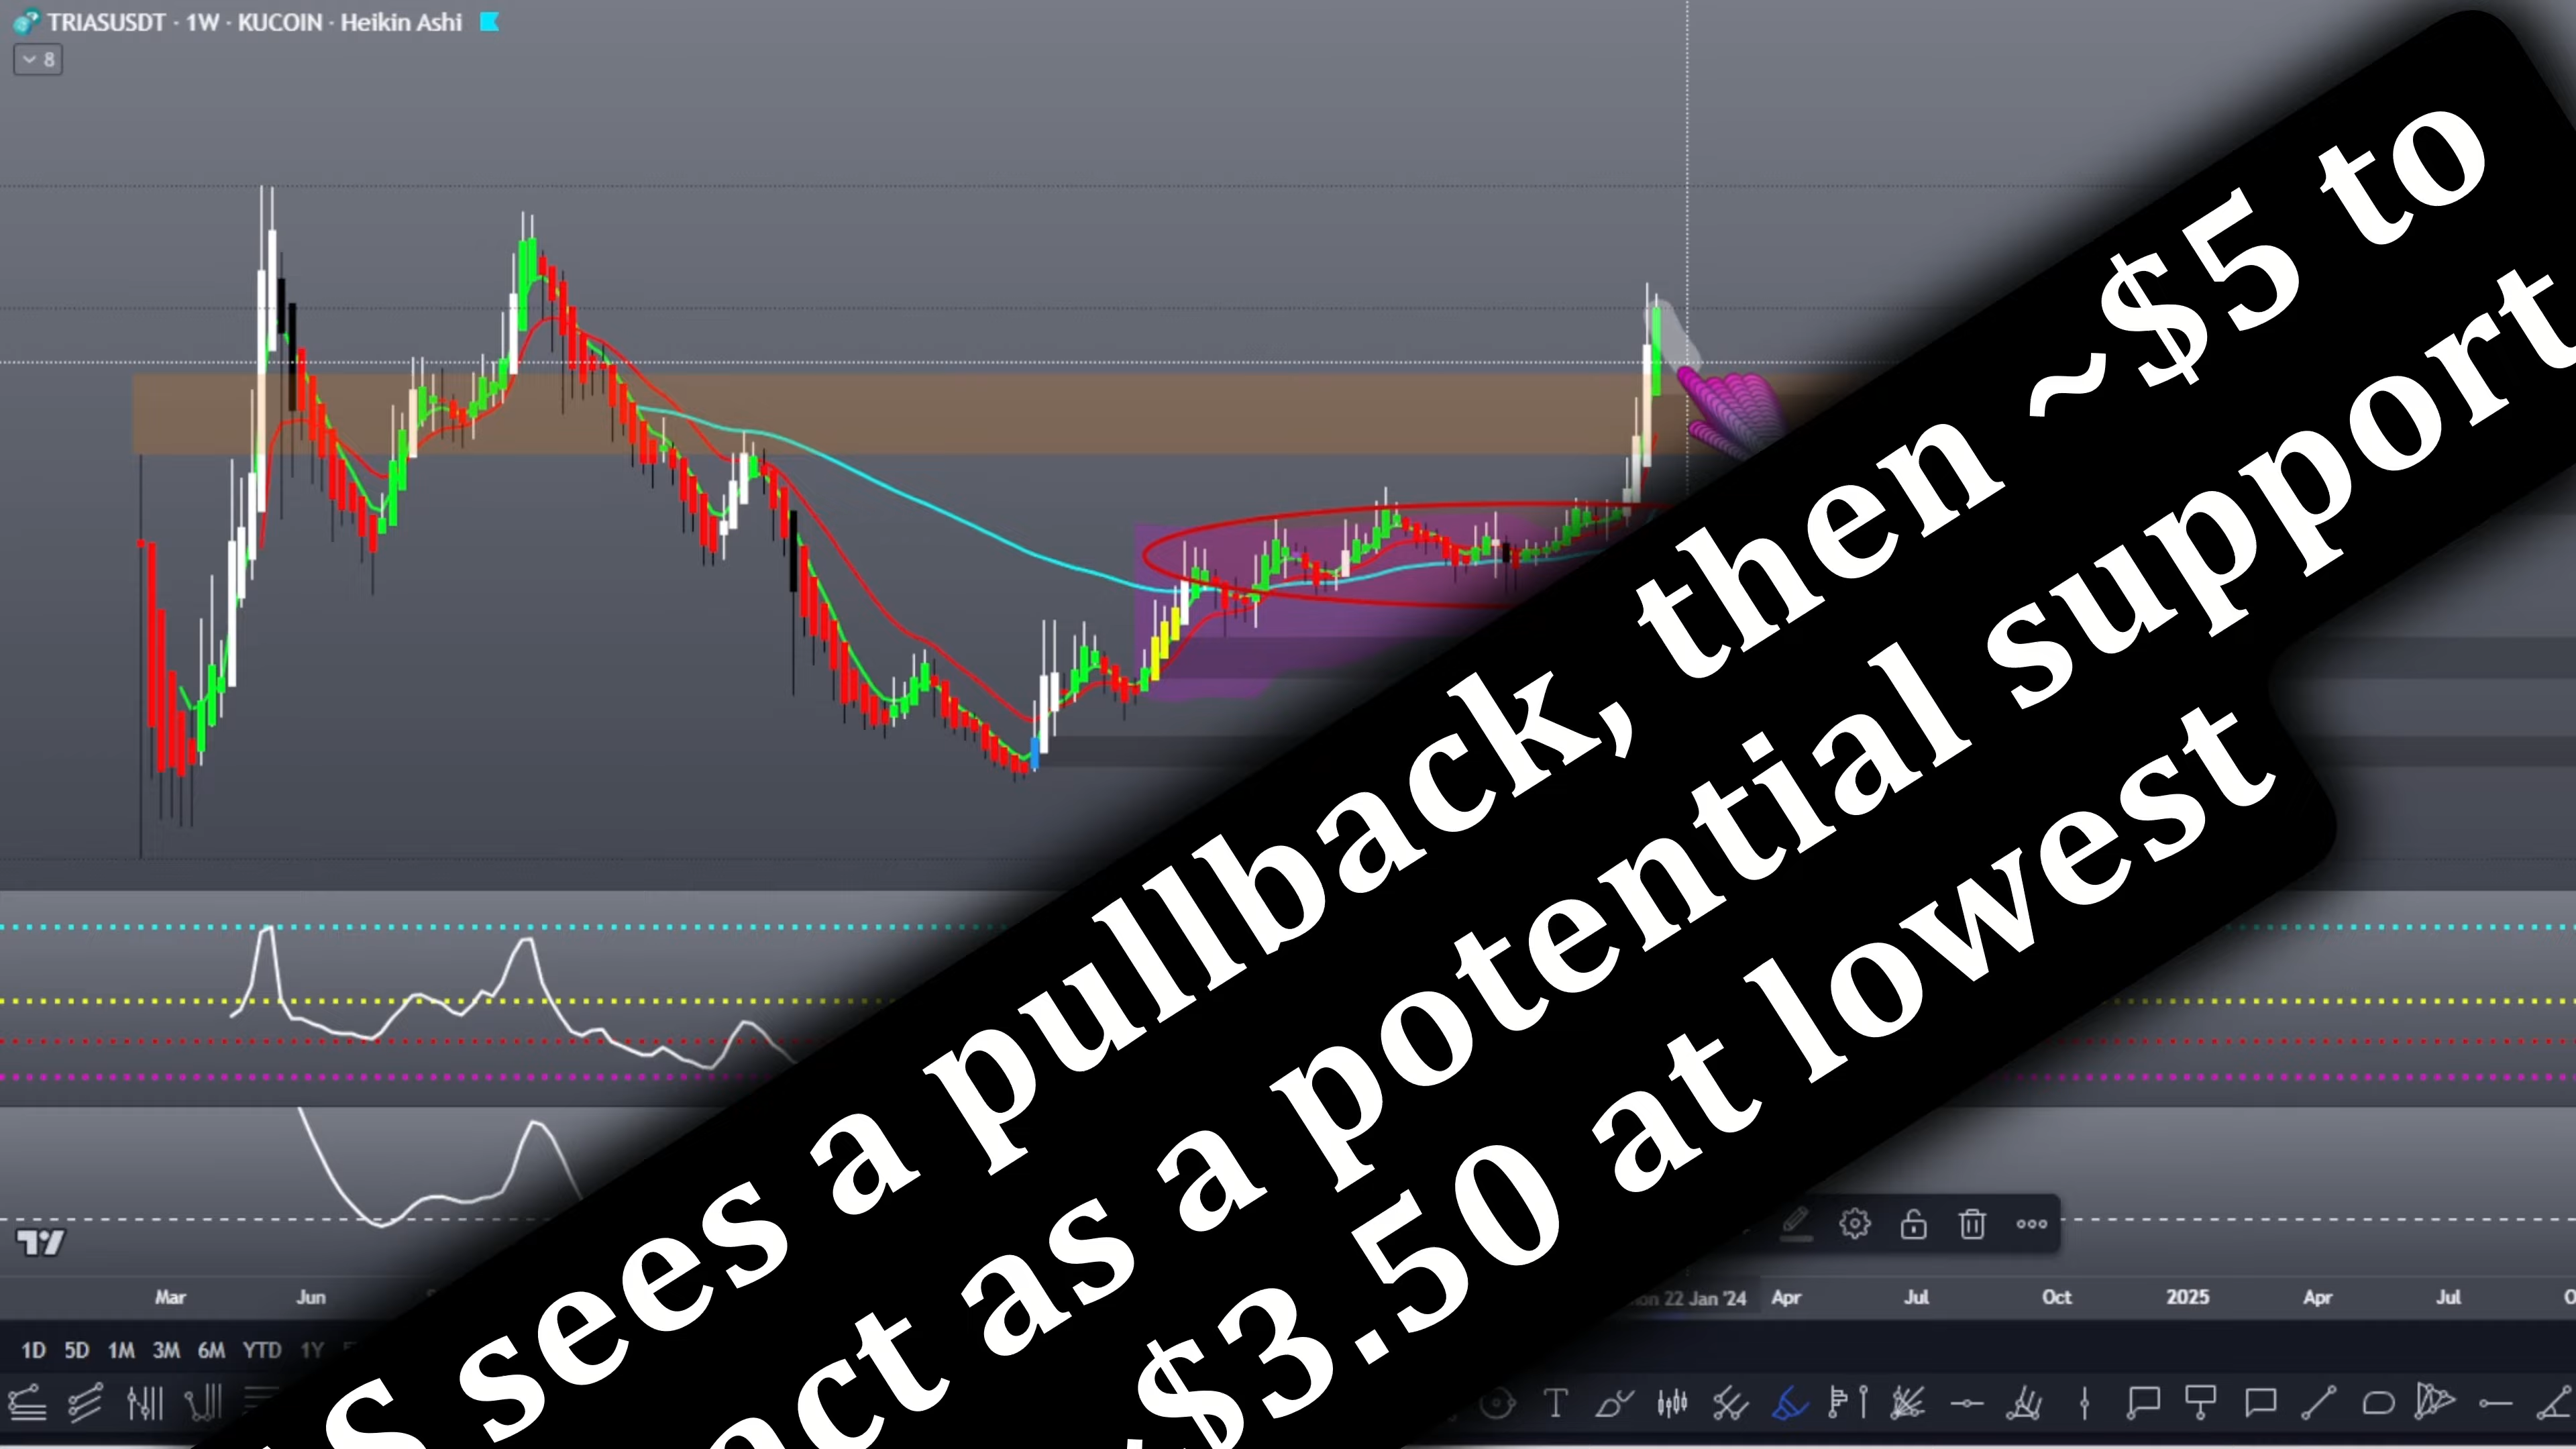 TRIASUSDT · 1W · KUCOIN · Heikin Ashi
8
sees a pullback, then ~$5 to
act as a potential support
$3.50 at lowest
Mar Jun 22 Jan '24 Apr Jul Oct 2025 Apr Jul
1D 5D 1M 3M 6M YTD 1Y